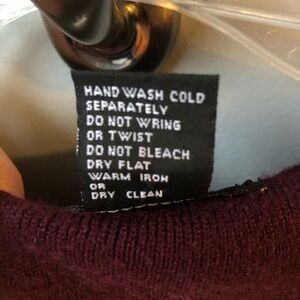 HAND WASH COLD
SEPARATELY
DO NOT WRING
OR TWIST
DO NOT BLEACH
DRY FLAT
WARM IRON
OR
DRY CLEAN